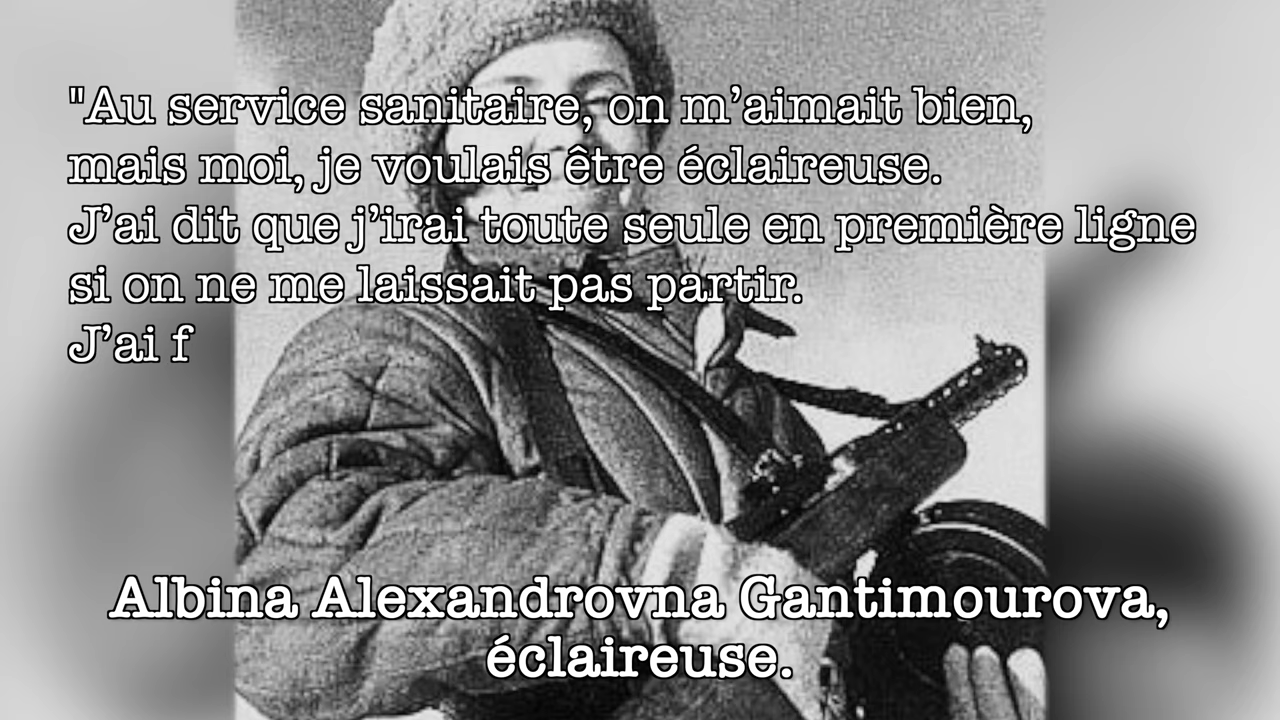 "Au service sanitaire, on m’aimait bien,
mais moi, je voulais être éclaireuse.
J’ai dit que j’irai toute seule en première ligne
si on ne me laissait pas partir.
J’ai f
Albina Alexandrovna Gantimourova,
éclaireuse.